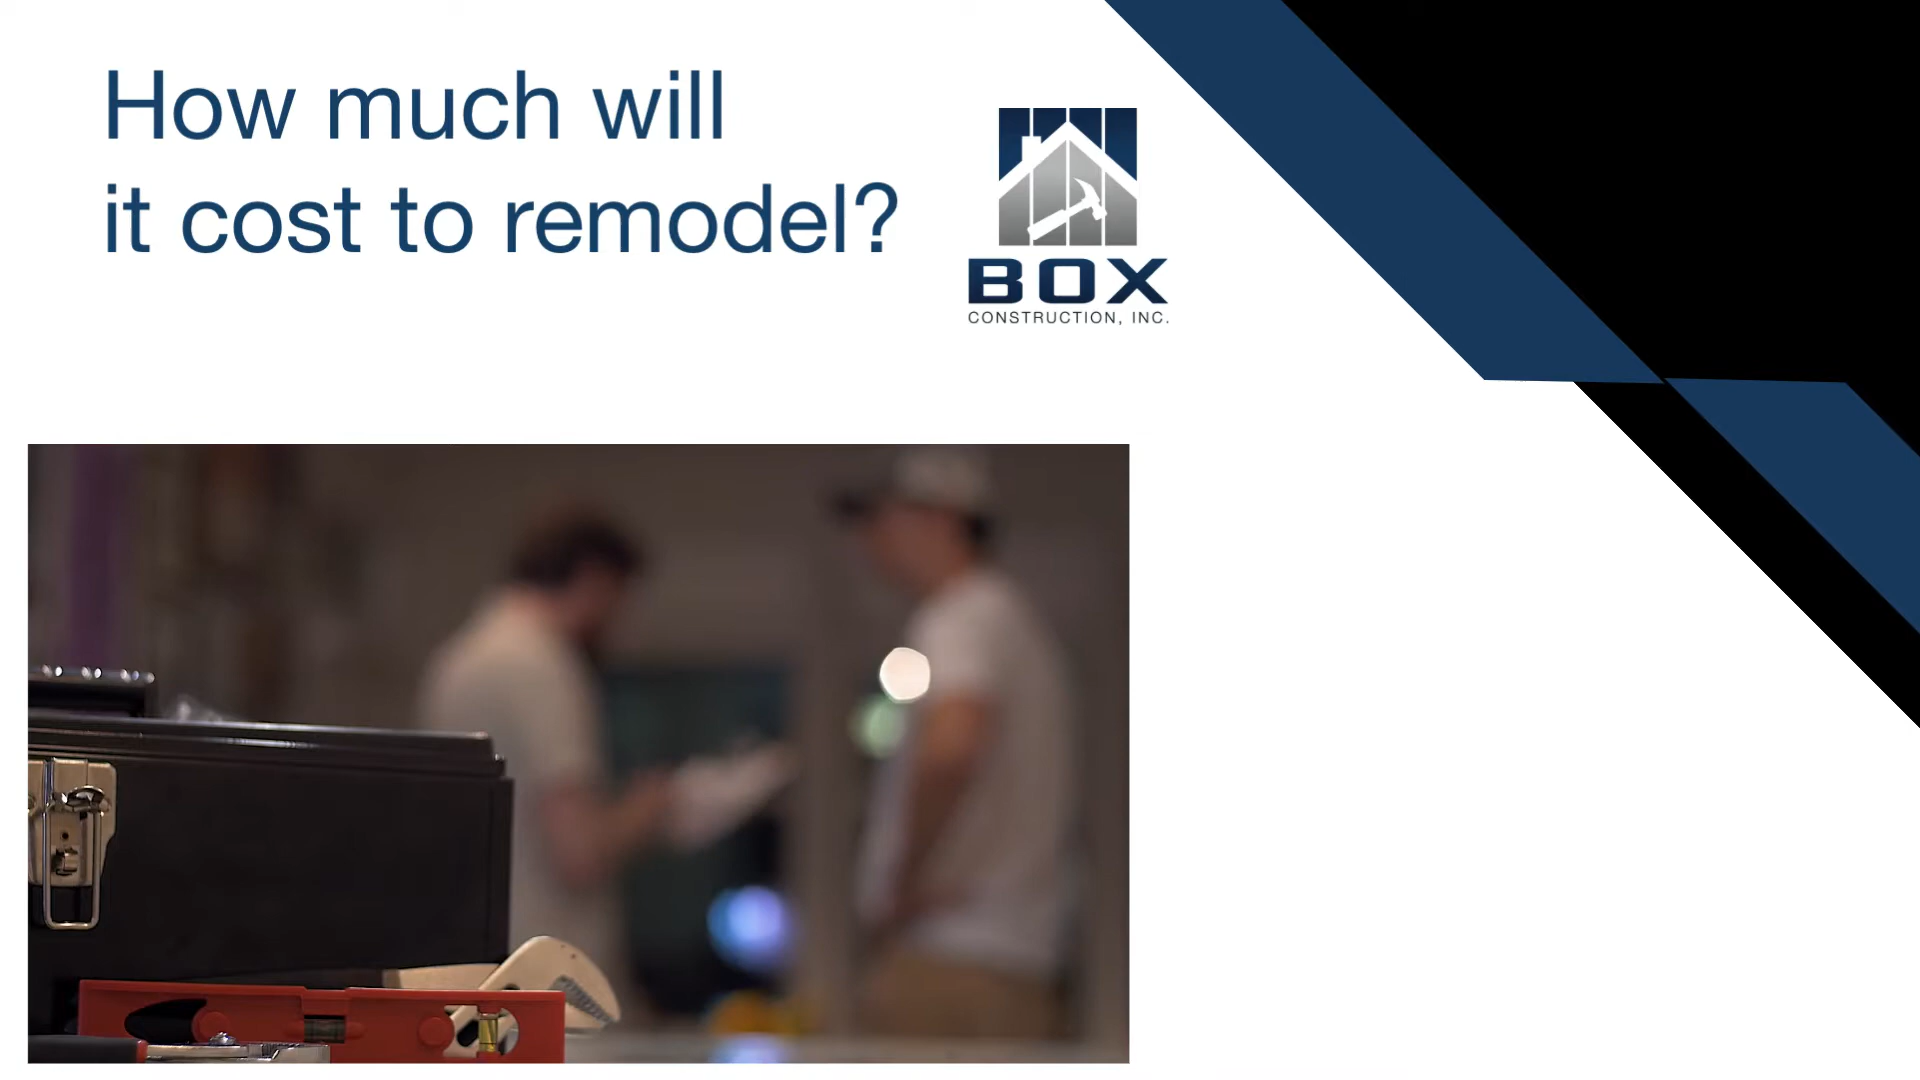 How much will
it cost to remodel?
BOX
CONSTRUCTION, INC.